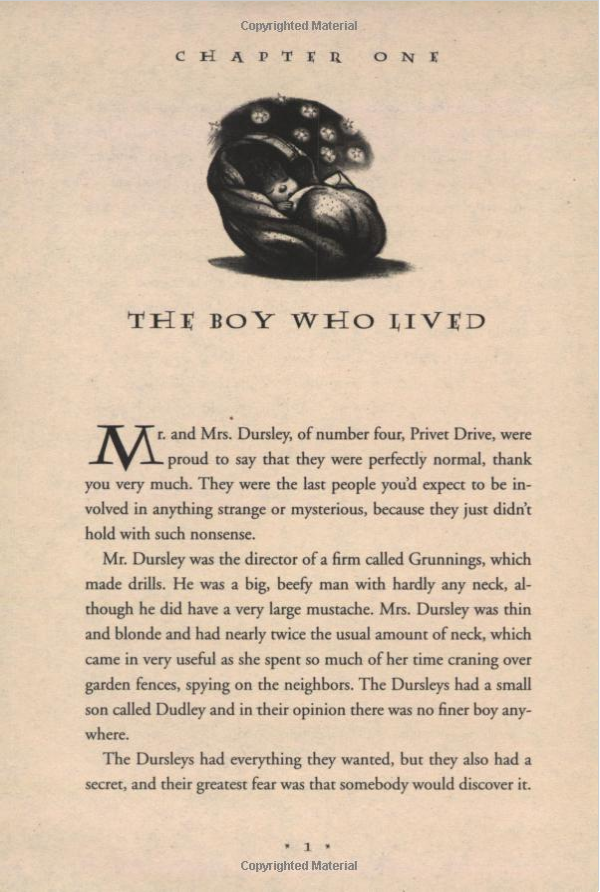 Copyrighted Material
CHAPTER ONE
THE BOY WHO LIVED
Mr. and Mrs. Dursley, of number four, Privet Drive, were
proud to say that they were perfectly normal, thank
you very much. They were the last people you'd expect to be in-
volved in anything strange or mysterious, because they just didn't
hold with such nonsense.
Mr. Dursley was the director of a firm called Grunnings, which
made drills. He was a big, beefy man with hardly any neck, al-
though he did have a very large mustache. Mrs. Dursley was thin
and blonde and had nearly twice the usual amount of neck, which
came in very useful as she spent so much of her time craning over
garden fences, spying on the neighbors. The Dursleys had a small
son called Dudley and in their opinion there was no finer boy any-
where.
The Dursleys had everything they wanted, but they also had a
secret, and their greatest fear was that somebody would discover it.
* 1 *
Copyrighted Material